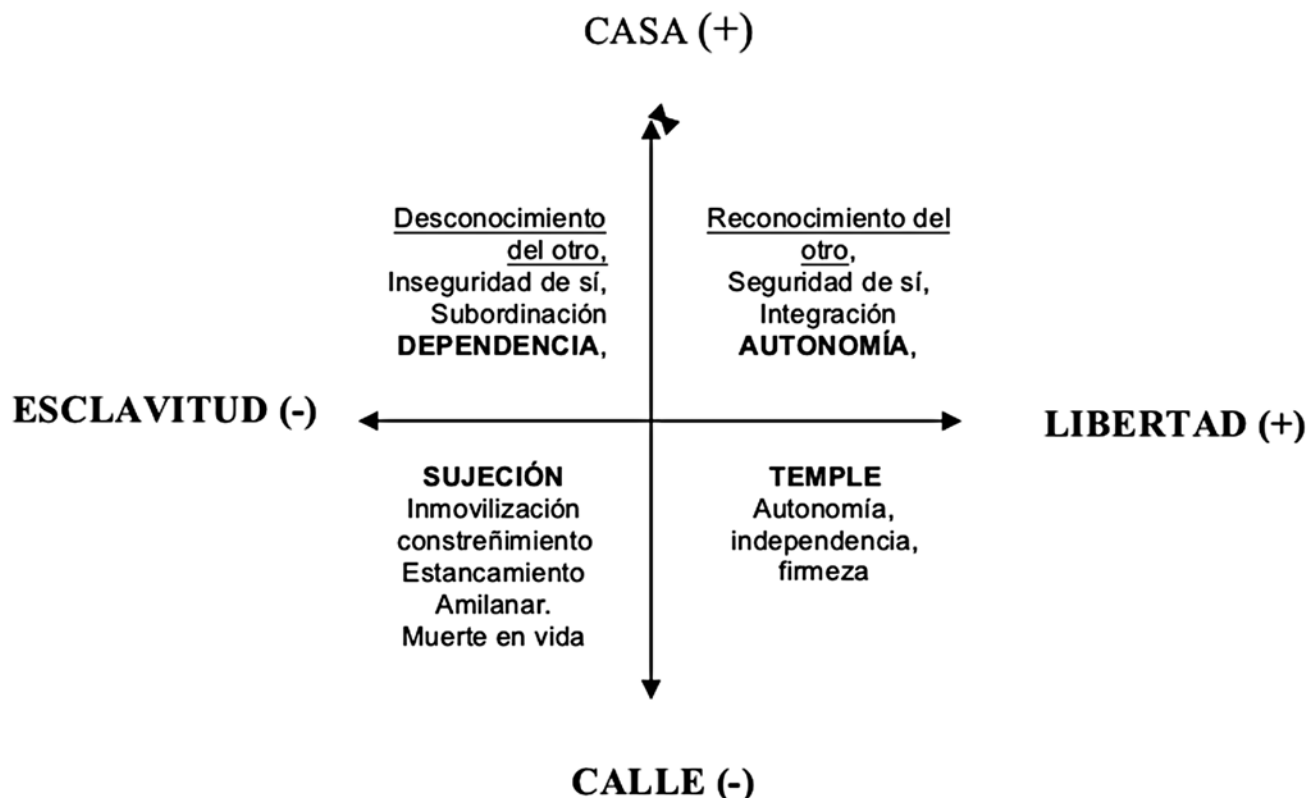 CASA (+)
Desconocimiento
del otro,
Inseguridad de sí,
Subordinación
DEPENDENCIA,
Reconocimiento del
otro,
Seguridad de sí,
Integración
AUTONOMÍA,
ESCLAVITUD (-)
LIBERTAD (+)
SUJECIÓN
Inmovilización
constreñimiento
Estancamiento
Amilanar.
Muerte en vida
TEMPLE
Autonomía,
independencia,
firmeza
CALLE (-)